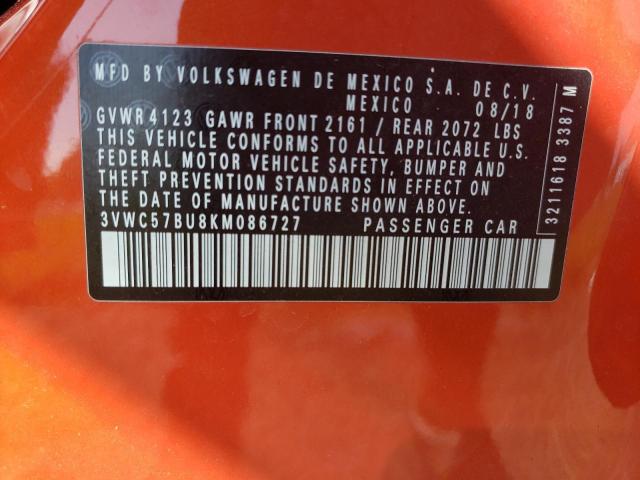 MFD BY VOLKSWAGEN DE MEXICO S.A. DE C.V.
MEXICO 08/18
GVWR 4123 GAWR FRONT 2161 / REAR 2072 LBS
THIS VEHICLE CONFORMS TO ALL APPLICABLE U.S.
FEDERAL MOTOR VEHICLE SAFETY, BUMPER AND
THEFT PREVENTION STANDARDS IN EFFECT ON
THE DATE OF MANUFACTURE SHOWN ABOVE.
3VWC57BU8KM086727 PASSENGER CAR
3211618 3387 M